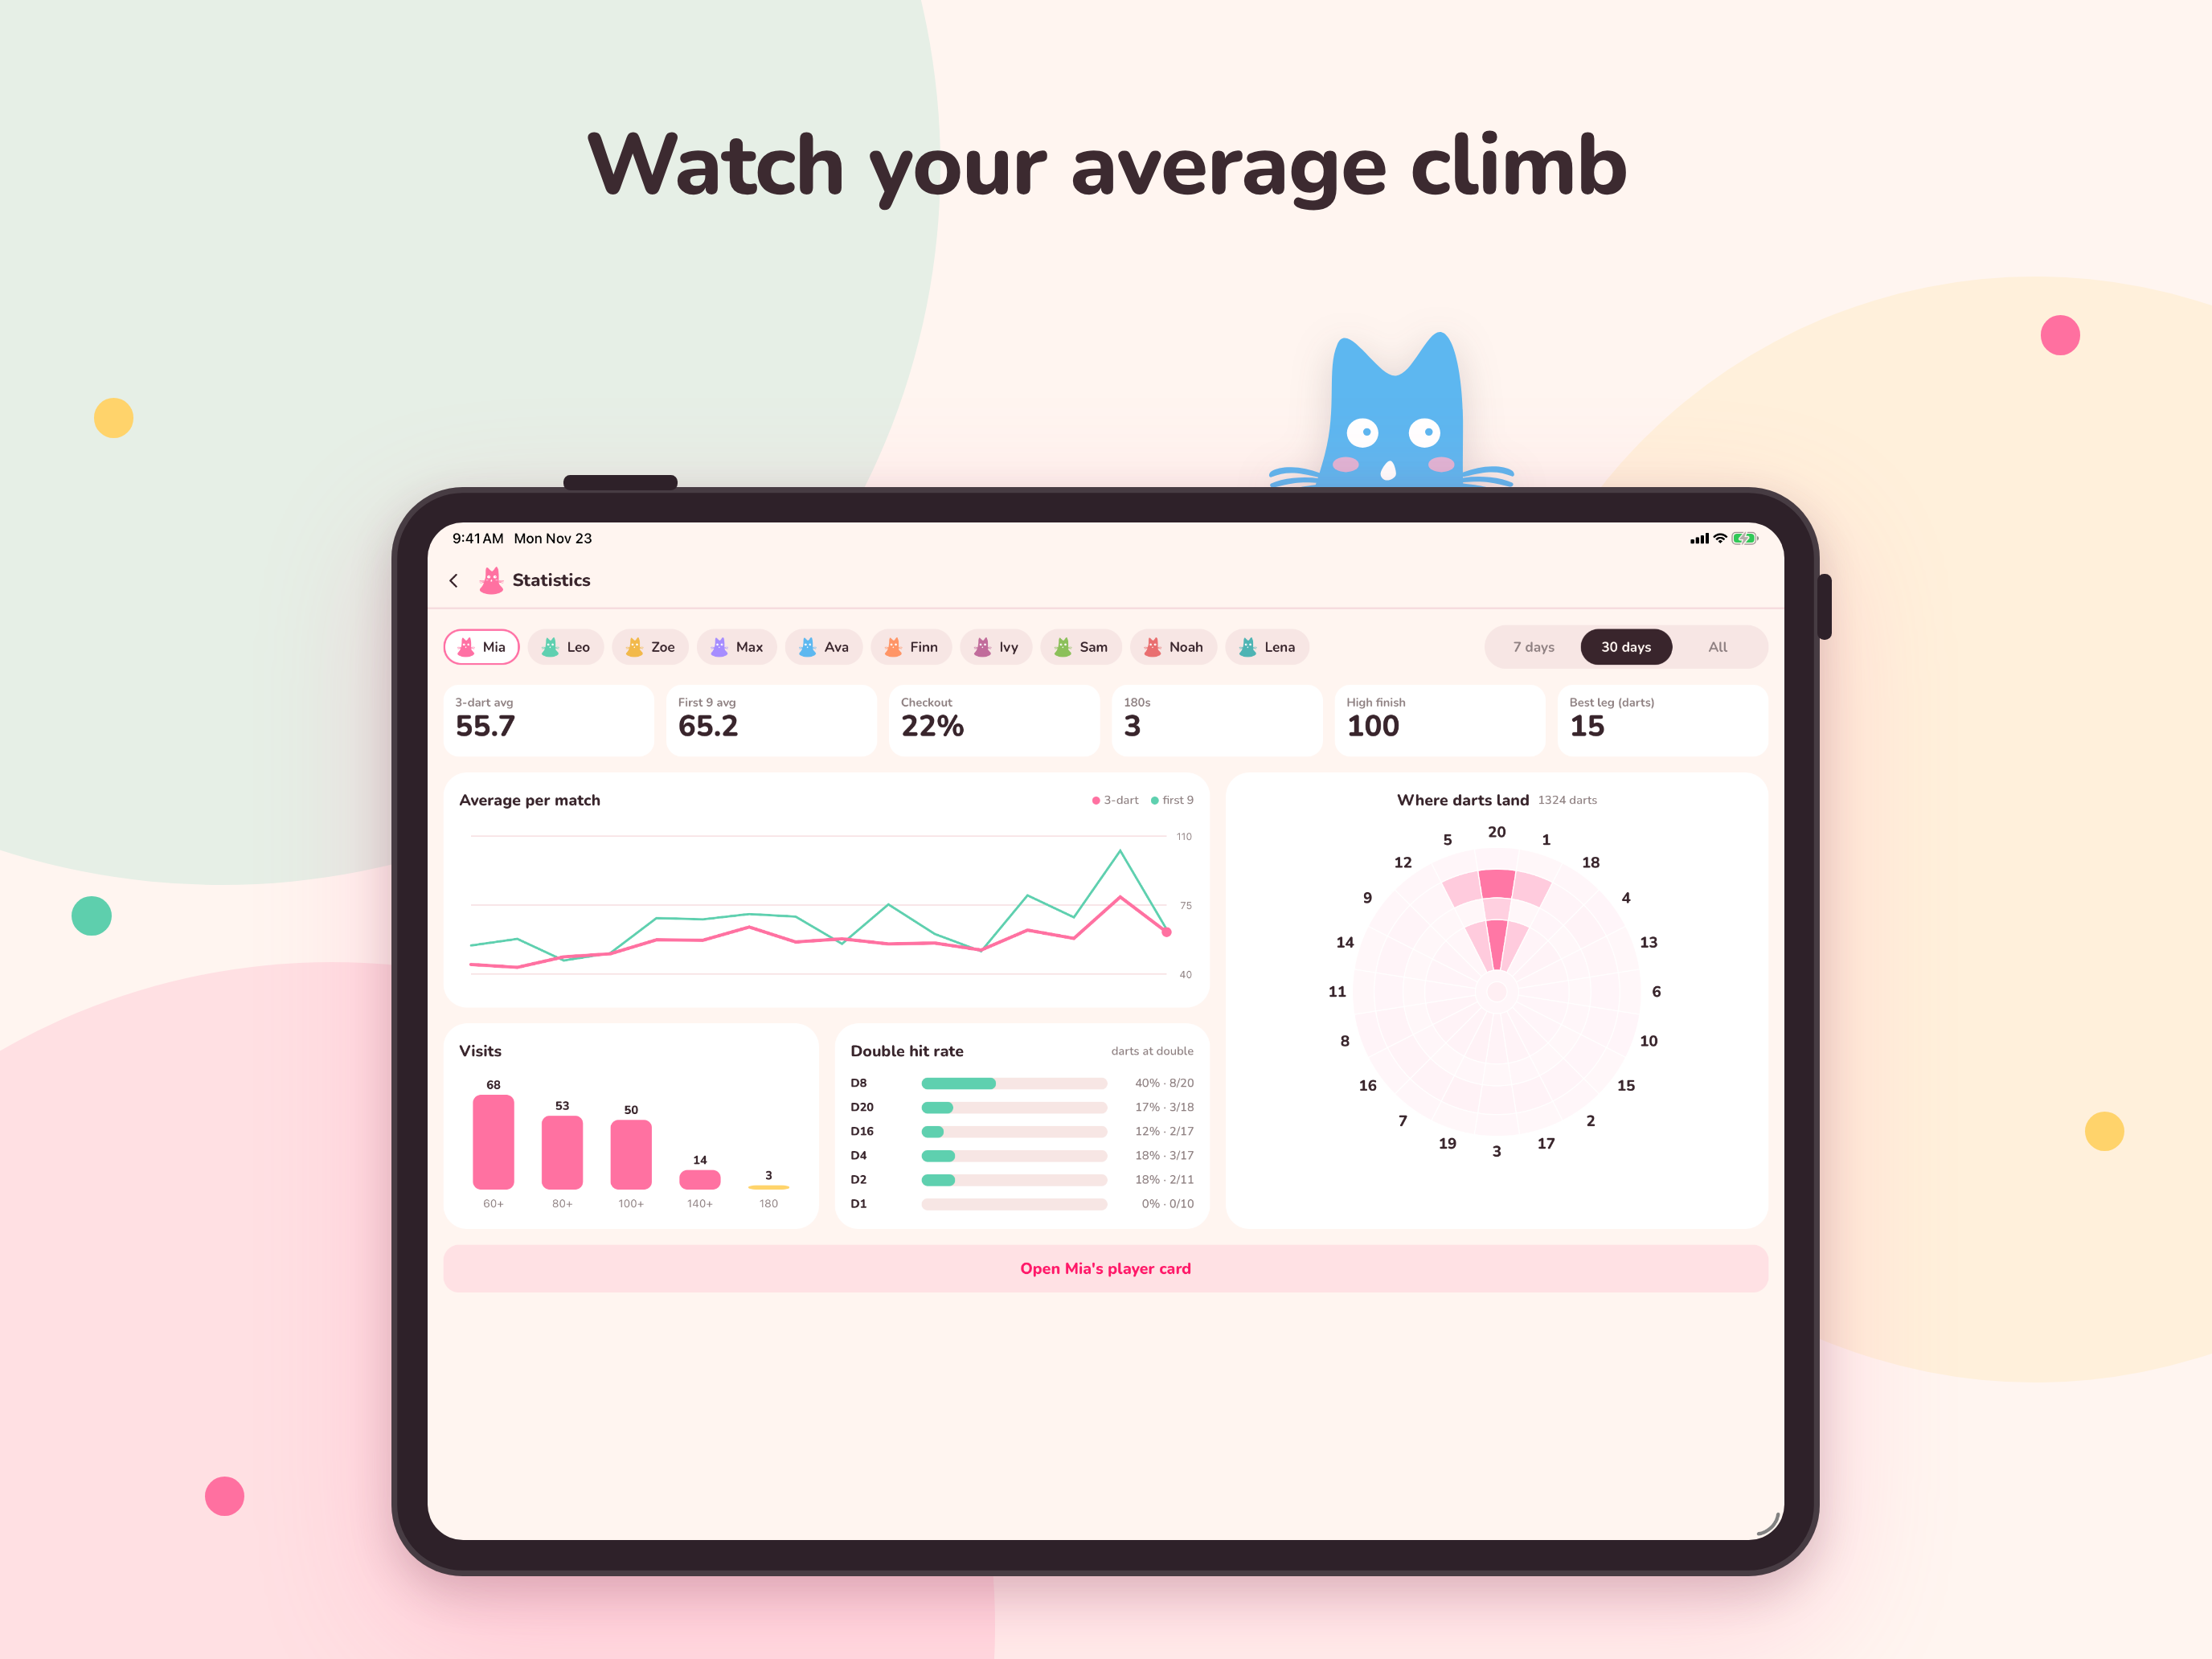 Watch your average climb
9:41 AM Mon Nov 23
Statistics
Mia Leo Zoe Max Ava Finn Ivy Sam Noah Lena 7 days 30 days All
3-dart avg
55.7
First 9 avg
65.2
Checkout
22%
180s
3
High finish
100
Best leg (darts)
15
Average per match 3-dart first 9
110
75
40
Where darts land 1324 darts
20
5 1
12 18
9 4
14 13
11 6
8 10
16 15
7 2
19 17
3
Visits
68
53
50
14
3
60+ 80+ 100+ 140+ 180
Double hit rate darts at double
D8 40% · 8/20
D20 17% · 3/18
D16 12% · 2/17
D4 18% · 3/17
D2 18% · 2/11
D1 0% · 0/10
Open Mia's player card